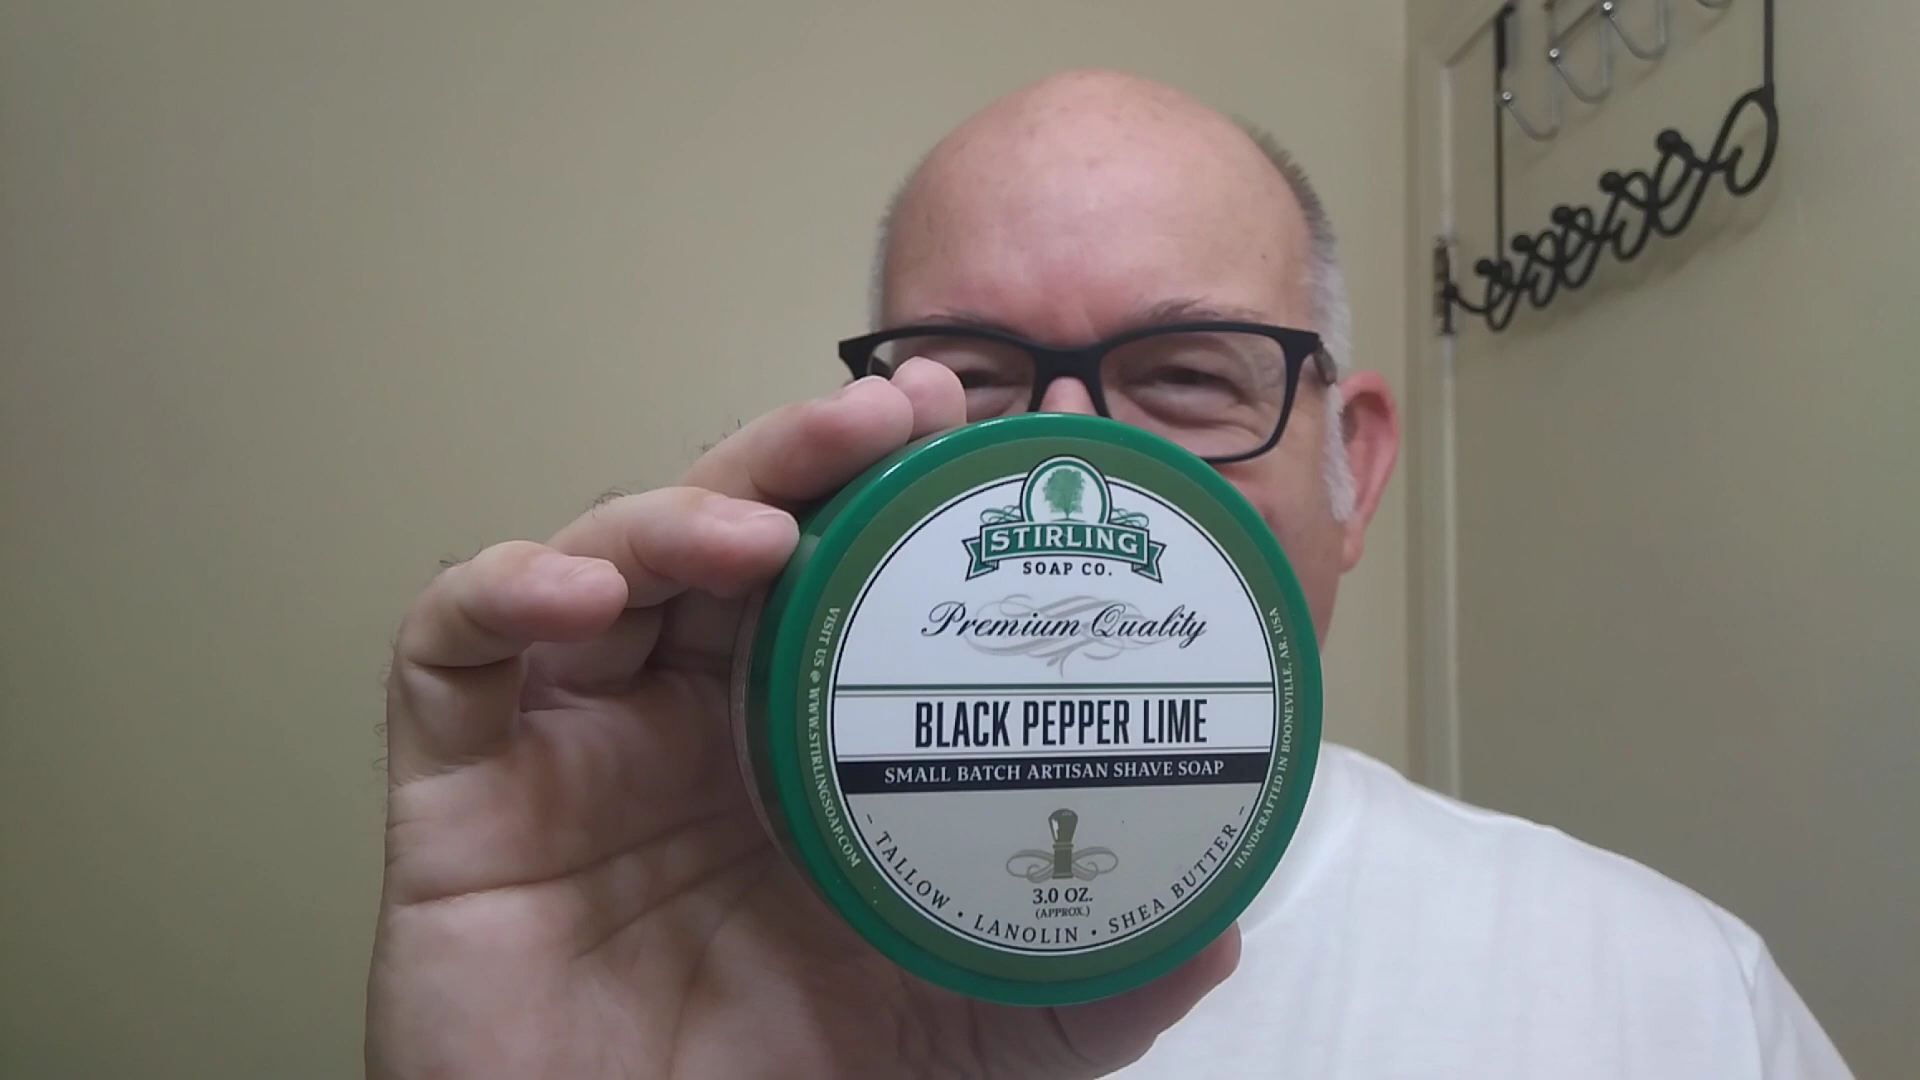 STIRLING
SOAP CO.
Premium Quality
BLACK PEPPER LIME
SMALL BATCH ARTISAN SHAVE SOAP
3.0 OZ.
(APPROX.)
- TALLOW • LANOLIN • SHEA BUTTER -
VISIT US @ WWW.STIRLINGSOAP.COM
HANDCRAFTED IN BOONEVILLE, AR, USA